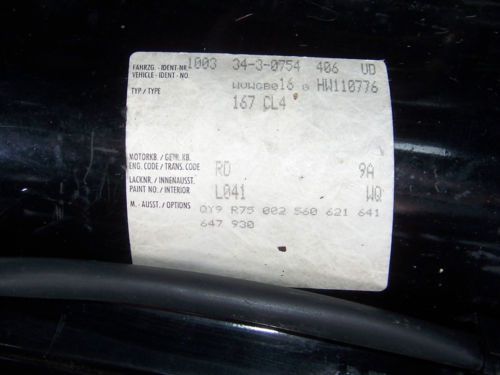 1003 34-3-0754 406 UD
FAHRZG.-IDENT-NR.
VEHICLE-IDENT-NO.
WVWGB016 G HW110776
TYP / TYPE
167 CL4
MOTORKB. / GETR. KB.
ENG. CODE / TRANS. CODE
RD 9A
LACKNR. / INNENAUSST.
PAINT NO. / INTERIOR
L041 WQ
M. - AUSST. / OPTIONS
QY9 R75 002 560 621 641
647 930